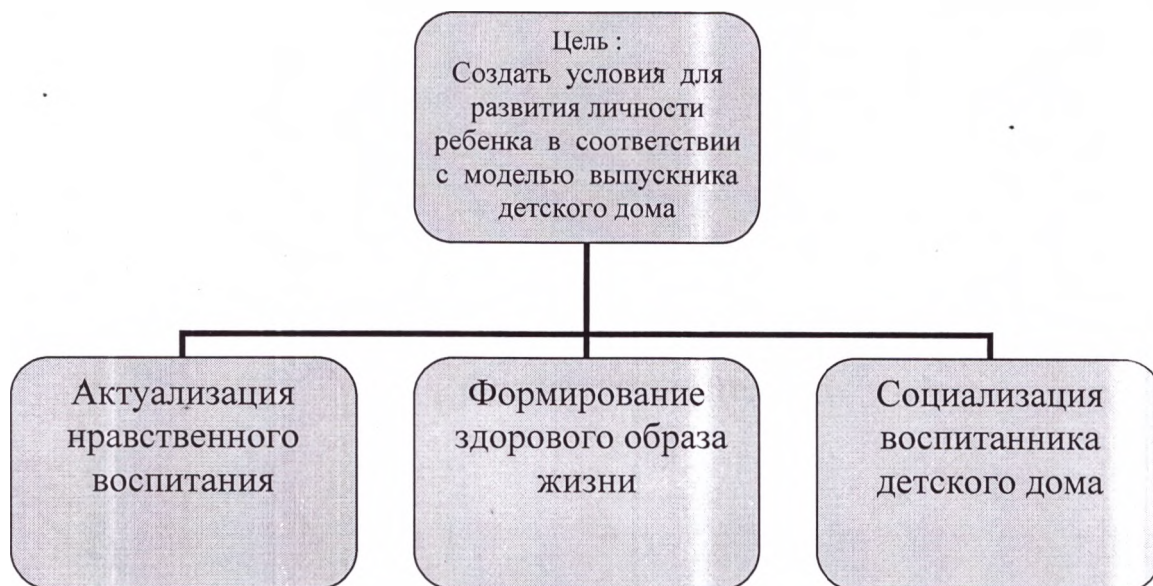 Цель :
Создать условия для
развития личности
ребенка в соответствии
с моделью выпускника
детского дома
Актуализация
нравственного
воспитания
Формирование
здорового образа
жизни
Социализация
воспитанника
детского дома